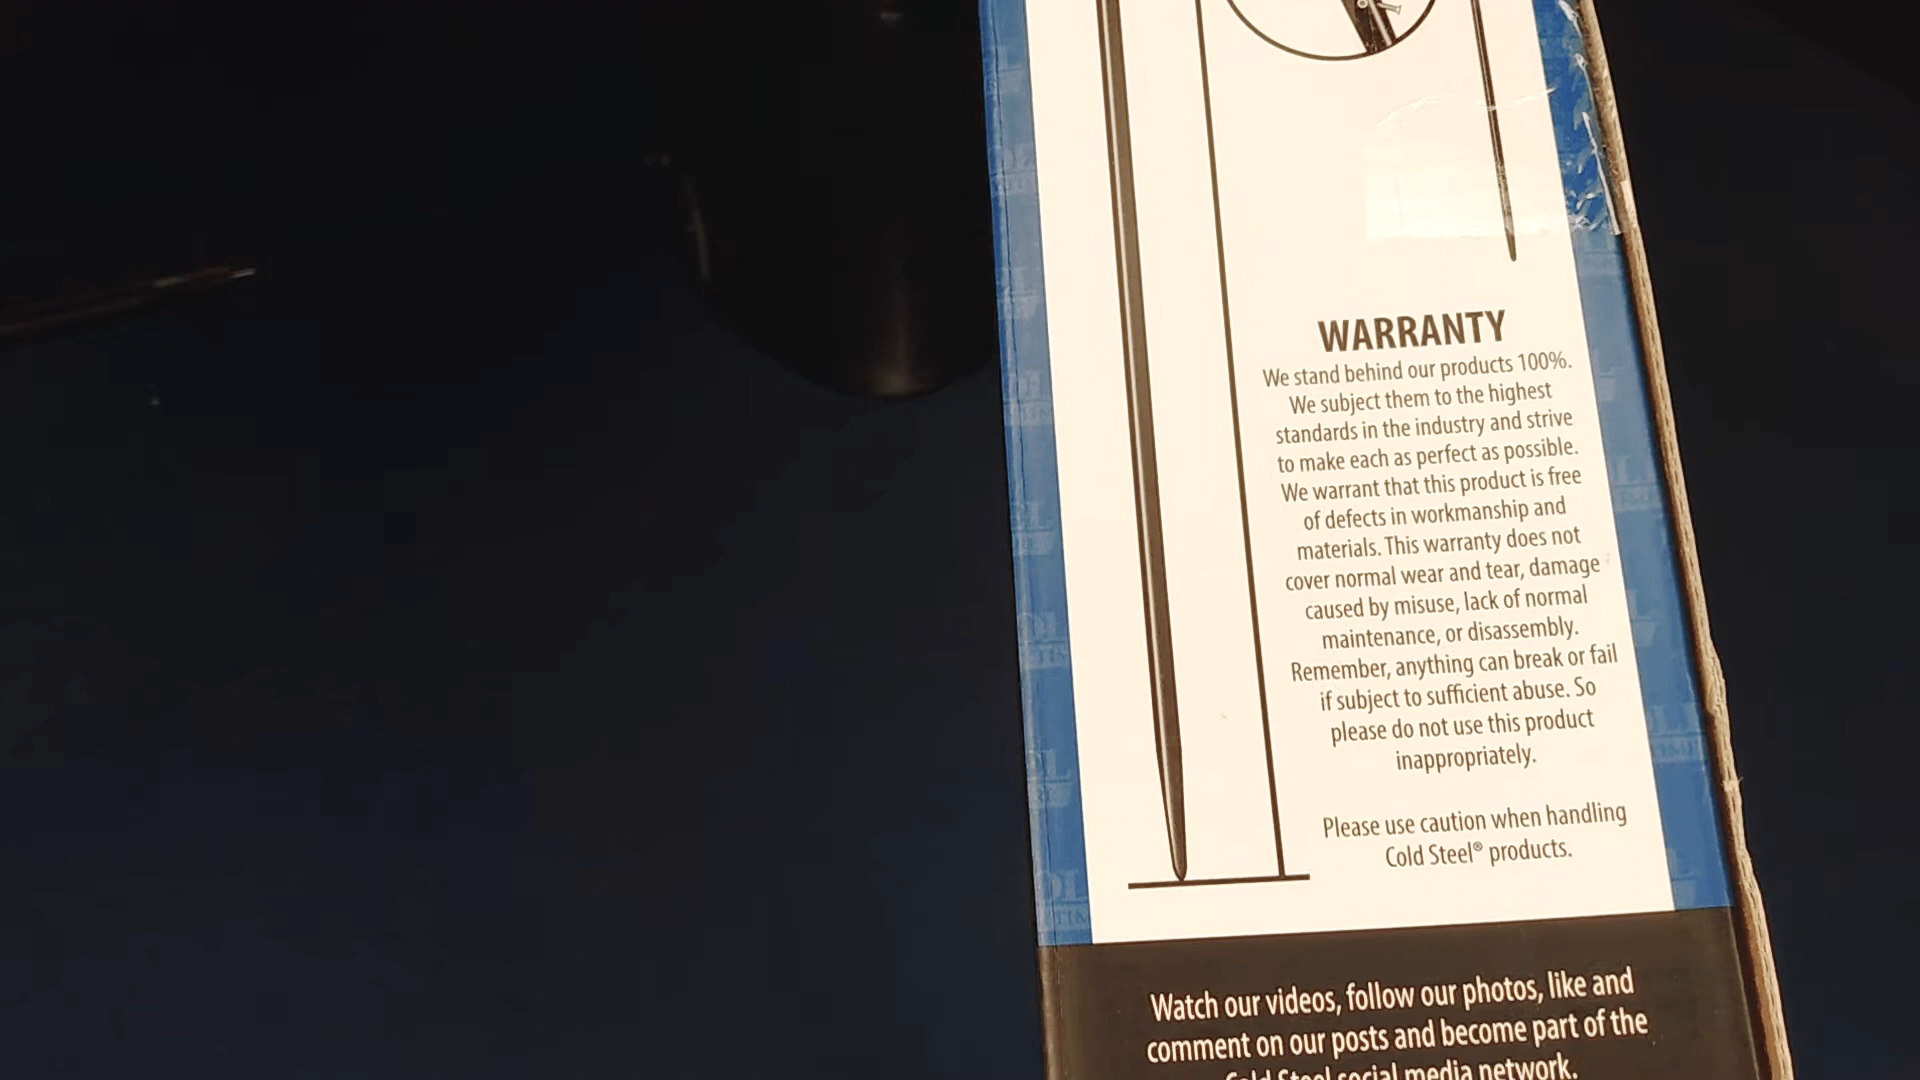 WARRANTY
We stand behind our products 100%.
We subject them to the highest
standards in the industry and strive
to make each as perfect as possible.
We warrant that this product is free
of defects in workmanship and
materials. This warranty does not
cover normal wear and tear, damage
caused by misuse, lack of normal
maintenance, or disassembly.
Remember, anything can break or fail
if subject to sufficient abuse. So
please do not use this product
inappropriately.
Please use caution when handling
Cold Steel® products.
Watch our videos, follow our photos, like and
comment on our posts and become part of the
Cold Steel social media network.